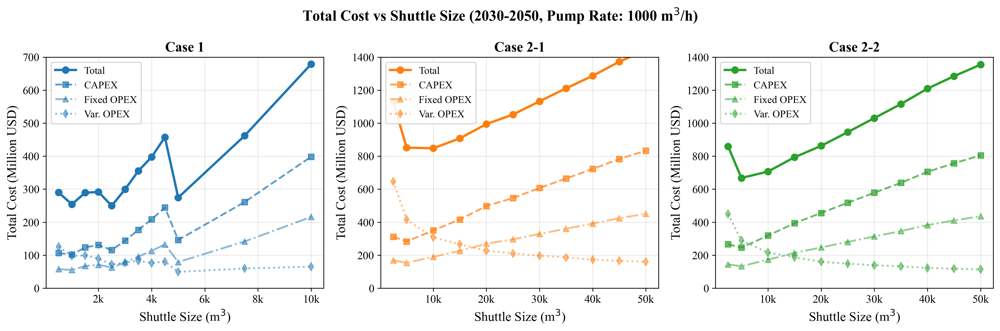 Total Cost vs Shuttle Size (2030-2050, Pump Rate: 1000 m³/h)
Case 1
Total
CAPEX
Fixed OPEX
Var. OPEX
Total Cost (Million USD)
700
600
500
400
300
200
100
0
2k 4k 6k 8k 10k
Shuttle Size (m³)
Case 2-1
Total
CAPEX
Fixed OPEX
Var. OPEX
Total Cost (Million USD)
1400
1200
1000
800
600
400
200
0
10k 20k 30k 40k 50k
Shuttle Size (m³)
Case 2-2
Total
CAPEX
Fixed OPEX
Var. OPEX
Total Cost (Million USD)
1400
1200
1000
800
600
400
200
0
10k 20k 30k 40k 50k
Shuttle Size (m³)